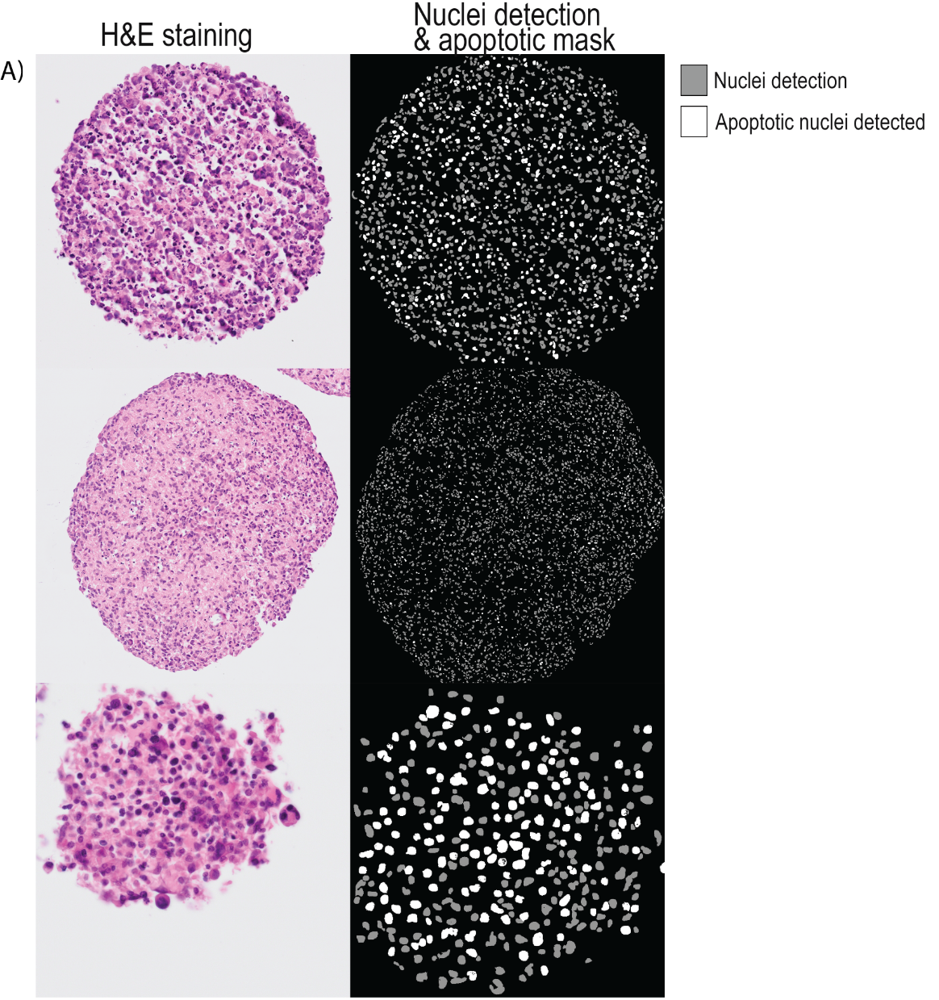 H&E staining
Nuclei detection
& apoptotic mask
A)
Nuclei detection
Apoptotic nuclei detected